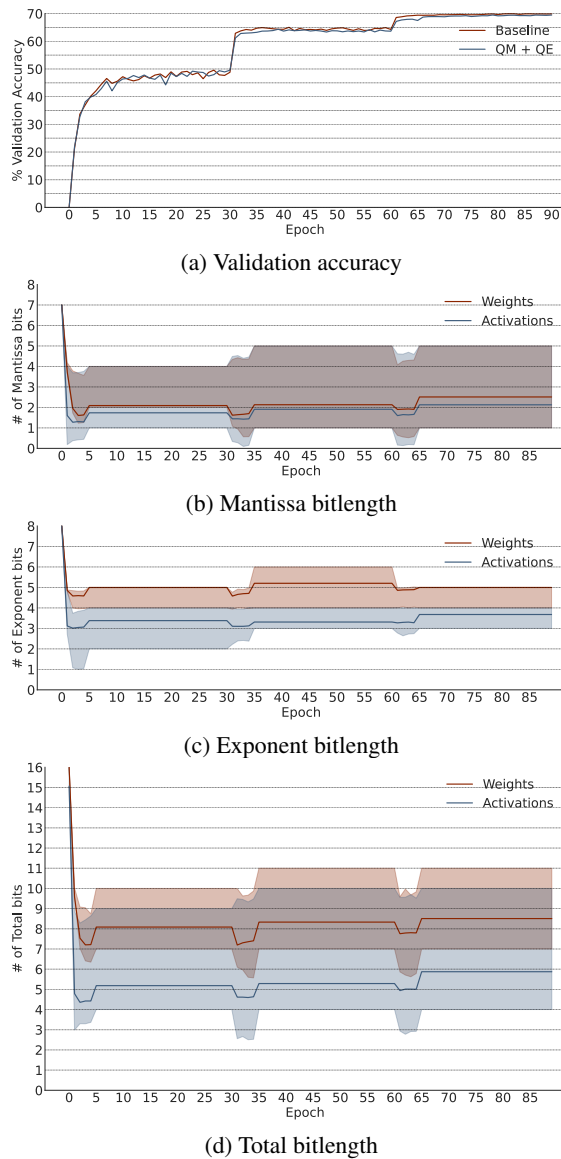 70
60
50
40
30
20
10
0
% Validation Accuracy
Baseline
QM + QE
0 5 10 15 20 25 30 35 40 45 50 55 60 65 70 75 80 85 90
Epoch
(a) Validation accuracy
8
7
6
5
4
3
2
1
0
# of Mantissa bits
Weights
Activations
0 5 10 15 20 25 30 35 40 45 50 55 60 65 70 75 80 85
Epoch
(b) Mantissa bitlength
8
7
6
5
4
3
2
1
0
# of Exponent bits
Weights
Activations
0 5 10 15 20 25 30 35 40 45 50 55 60 65 70 75 80 85
Epoch
(c) Exponent bitlength
16
15
14
13
12
11
10
9
8
7
6
5
4
3
2
1
0
# of Total bits
Weights
Activations
0 5 10 15 20 25 30 35 40 45 50 55 60 65 70 75 80 85
Epoch
(d) Total bitlength